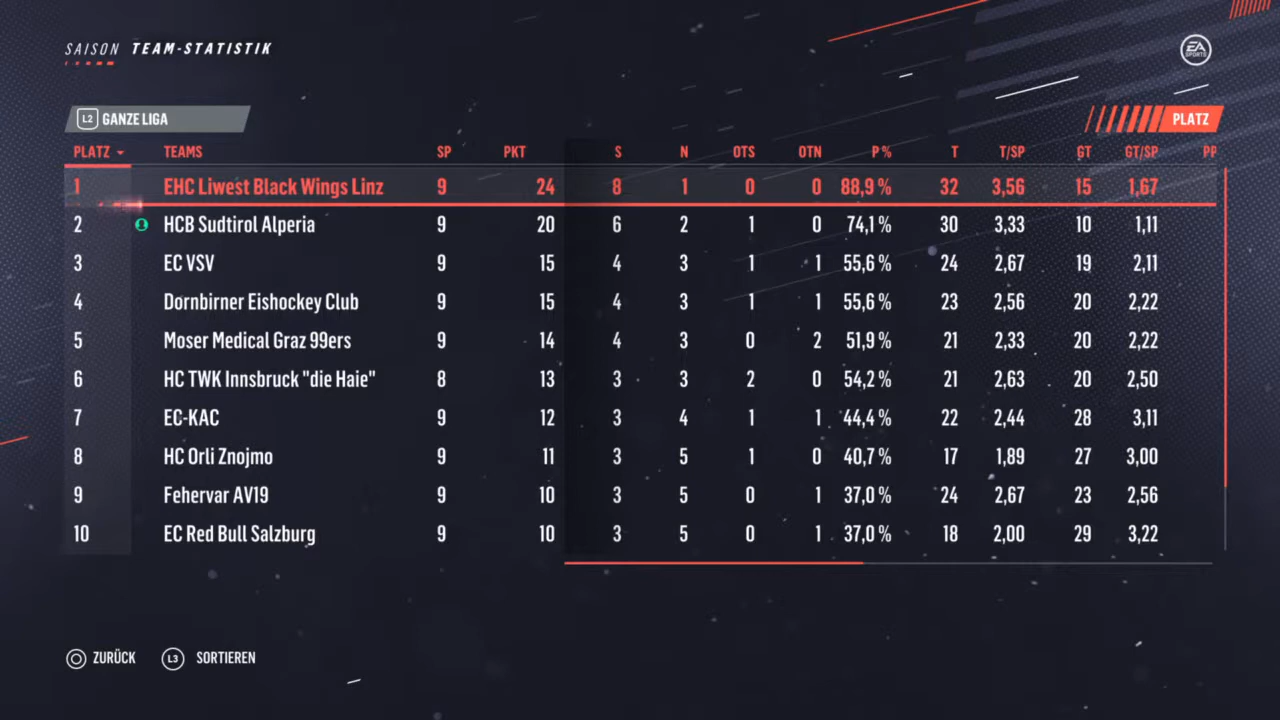 SAISON TEAM-STATISTIK
EA SPORTS
L2 GANZE LIGA
PLATZ
PLATZ TEAMS SP PKT S N OTS OTN P% T T/SP GT GT/SP PP
1 EHC Liwest Black Wings Linz 9 24 8 1 0 0 88,9 % 32 3,56 15 1,67
2 HCB Sudtirol Alperia 9 20 6 2 1 0 74,1 % 30 3,33 10 1,11
3 EC VSV 9 15 4 3 1 1 55,6 % 24 2,67 19 2,11
4 Dornbirner Eishockey Club 9 15 4 3 1 1 55,6 % 23 2,56 20 2,22
5 Moser Medical Graz 99ers 9 14 4 3 0 2 51,9 % 21 2,33 20 2,22
6 HC TWK Innsbruck "die Haie" 8 13 3 3 2 0 54,2 % 21 2,63 20 2,50
7 EC-KAC 9 12 3 4 1 1 44,4 % 22 2,44 28 3,11
8 HC Orli Znojmo 9 11 3 5 1 0 40,7 % 17 1,89 27 3,00
9 Fehervar AV19 9 10 3 5 0 1 37,0 % 24 2,67 23 2,56
10 EC Red Bull Salzburg 9 10 3 5 0 1 37,0 % 18 2,00 29 3,22
ZURÜCK L3 SORTIEREN